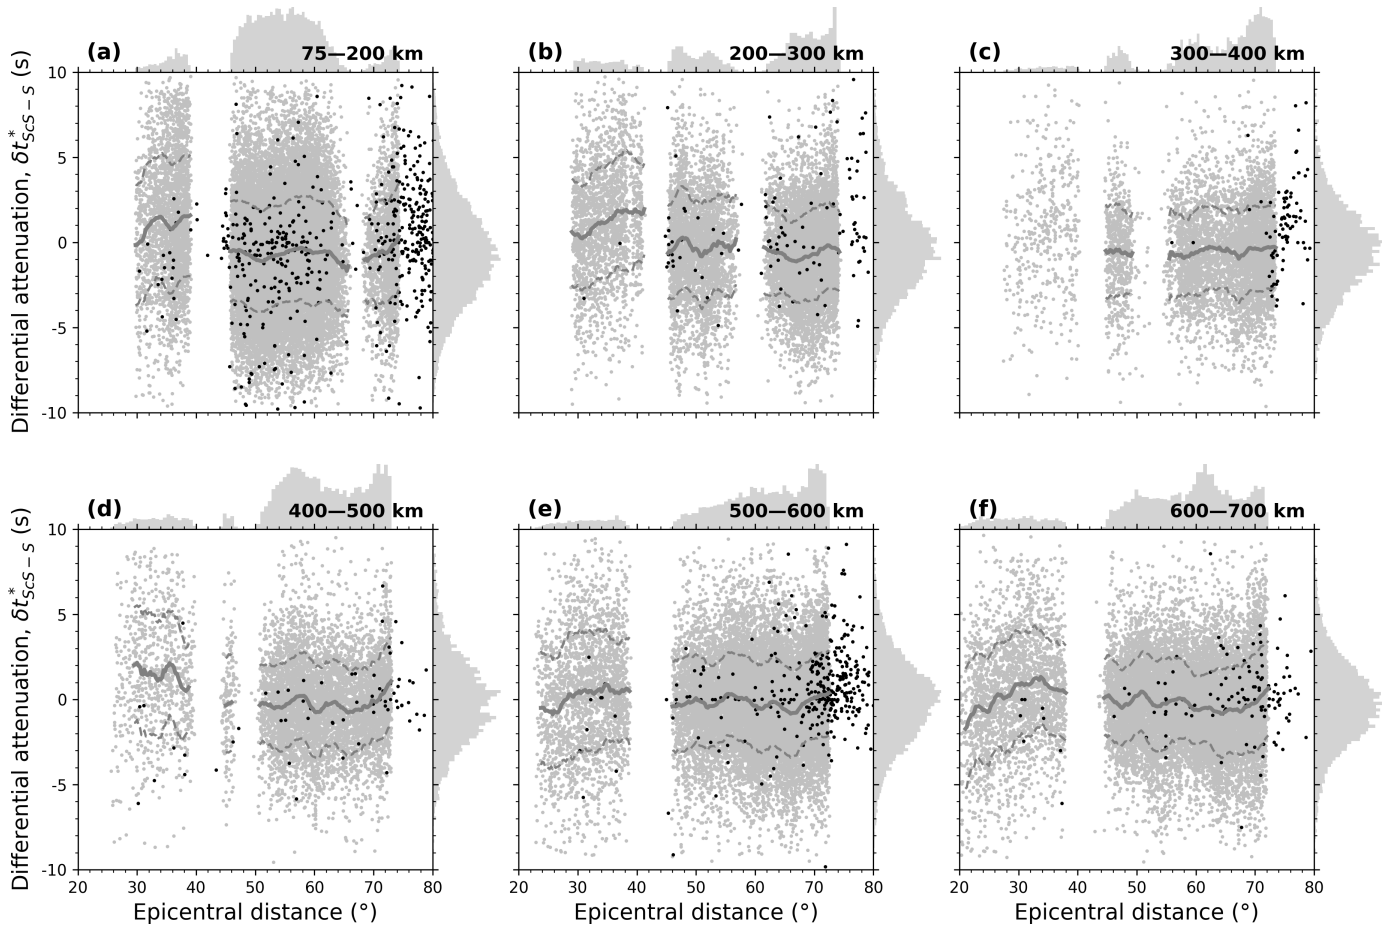 (a) 75—200 km
(b) 200—300 km
(c) 300—400 km
10
5
0
-5
-10
Differential attenuation, δt*ScS−S (s)
(d) 400—500 km
(e) 500—600 km
(f) 600—700 km
10
5
0
-5
-10
Differential attenuation, δt*ScS−S (s)
20 30 40 50 60 70 80
20 30 40 50 60 70 80
20 30 40 50 60 70 80
Epicentral distance (°)
Epicentral distance (°)
Epicentral distance (°)